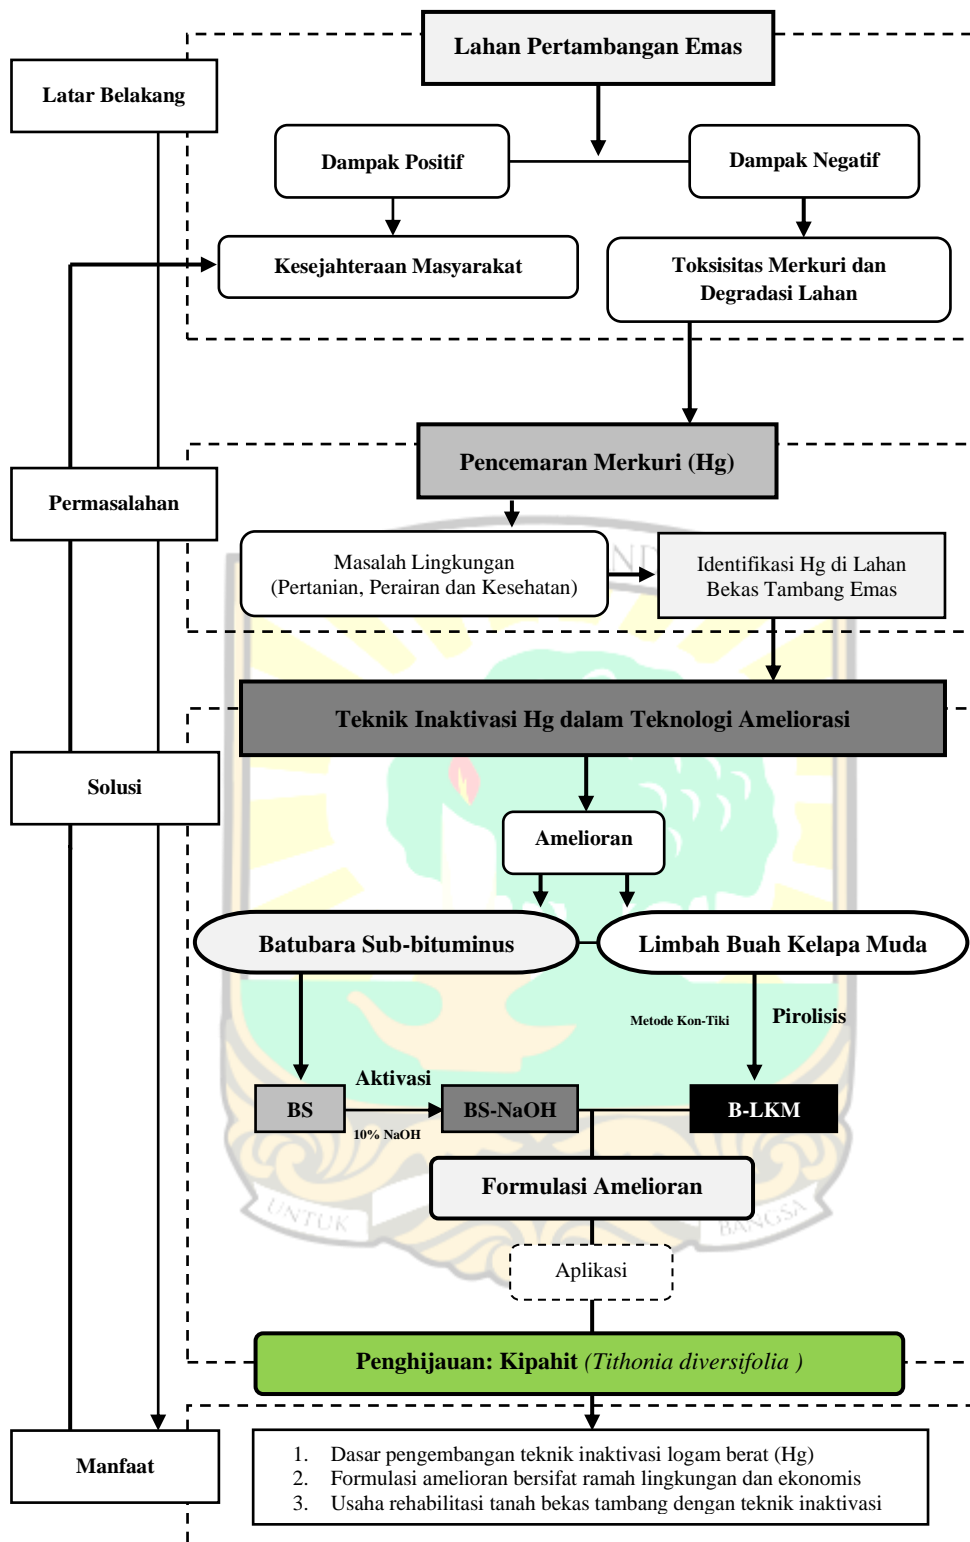 Lahan Pertambangan Emas
Latar Belakang
Dampak Positif
Dampak Negatif
Kesejahteraan Masyarakat
Toksisitas Merkuri dan
Degradasi Lahan
Pencemaran Merkuri (Hg)
Permasalahan
Masalah Lingkungan
(Pertanian, Perairan dan Kesehatan)
Identifikasi Hg di Lahan
Bekas Tambang Emas
Teknik Inaktivasi Hg dalam Teknologi Ameliorasi
Solusi
Amelioran
Batubara Sub-bituminus
Limbah Buah Kelapa Muda
Metode Kon-Tiki
Pirolisis
Aktivasi
BS
BS-NaOH
B-LKM
10% NaOH
Formulasi Amelioran
UNTUK
BANGSA
Aplikasi
Penghijauan: Kipahit (Tithonia diversifolia )
Manfaat
1. Dasar pengembangan teknik inaktivasi logam berat (Hg)
2. Formulasi amelioran bersifat ramah lingkungan dan ekonomis
3. Usaha rehabilitasi tanah bekas tambang dengan teknik inaktivasi